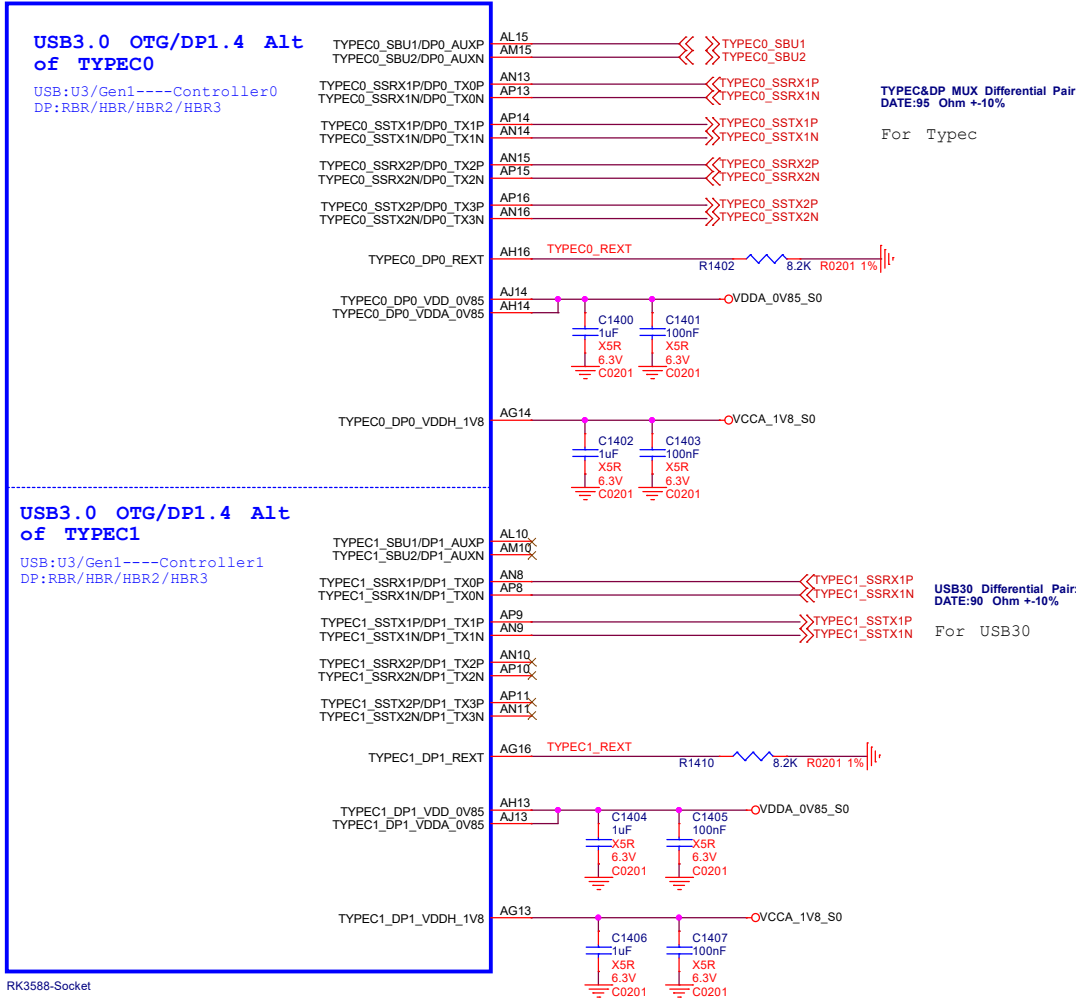 USB3.0 OTG/DP1.4 Alt
of TYPEC0
USB:U3/Gen1----Controller0
DP:RBR/HBR/HBR2/HBR3
TYPEC0_SBU1/DP0_AUXP AL15 TYPEC0_SBU1
TYPEC0_SBU2/DP0_AUXN AM15 TYPEC0_SBU2
TYPEC0_SSRX1P/DP0_TX0P AN13 TYPEC0_SSRX1P
TYPEC0_SSRX1N/DP0_TX0N AP13 TYPEC0_SSRX1N
TYPEC&DP MUX Differential Pair
DATE:95 Ohm +-10%
For Typec
TYPEC0_SSTX1P/DP0_TX1P AP14 TYPEC0_SSTX1P
TYPEC0_SSTX1N/DP0_TX1N AN14 TYPEC0_SSTX1N
TYPEC0_SSRX2P/DP0_TX2P AN15 TYPEC0_SSRX2P
TYPEC0_SSRX2N/DP0_TX2N AP15 TYPEC0_SSRX2N
TYPEC0_SSTX2P/DP0_TX3P AP16 TYPEC0_SSTX2P
TYPEC0_SSTX2N/DP0_TX3N AN16 TYPEC0_SSTX2N
TYPEC0_DP0_REXT AH16 TYPEC0_REXT R1402 8.2K R0201 1%
TYPEC0_DP0_VDD_0V85 AJ14 VDDA_0V85_S0
TYPEC0_DP0_VDDA_0V85 AH14
C1400 C1401
1uF 100nF
X5R X5R
6.3V 6.3V
C0201 C0201
TYPEC0_DP0_VDDH_1V8 AG14 VCCA_1V8_S0
C1402 C1403
1uF 100nF
X5R X5R
6.3V 6.3V
C0201 C0201
USB3.0 OTG/DP1.4 Alt
of TYPEC1
USB:U3/Gen1----Controller1
DP:RBR/HBR/HBR2/HBR3
TYPEC1_SBU1/DP1_AUXP AL10
TYPEC1_SBU2/DP1_AUXN AM10
TYPEC1_SSRX1P/DP1_TX0P AN8 TYPEC1_SSRX1P
TYPEC1_SSRX1N/DP1_TX0N AP8 TYPEC1_SSRX1N
USB30 Differential Pair:
DATE:90 Ohm +-10%
For USB30
TYPEC1_SSTX1P/DP1_TX1P AP9 TYPEC1_SSTX1P
TYPEC1_SSTX1N/DP1_TX1N AN9 TYPEC1_SSTX1N
TYPEC1_SSRX2P/DP1_TX2P AN10
TYPEC1_SSRX2N/DP1_TX2N AP10
TYPEC1_SSTX2P/DP1_TX3P AP11
TYPEC1_SSTX2N/DP1_TX3N AN11
TYPEC1_DP1_REXT AG16 TYPEC1_REXT R1410 8.2K R0201 1%
TYPEC1_DP1_VDD_0V85 AH13 VDDA_0V85_S0
TYPEC1_DP1_VDDA_0V85 AJ13
C1404 C1405
1uF 100nF
X5R X5R
6.3V 6.3V
C0201 C0201
TYPEC1_DP1_VDDH_1V8 AG13 VCCA_1V8_S0
C1406 C1407
1uF 100nF
X5R X5R
6.3V 6.3V
C0201 C0201
RK3588-Socket